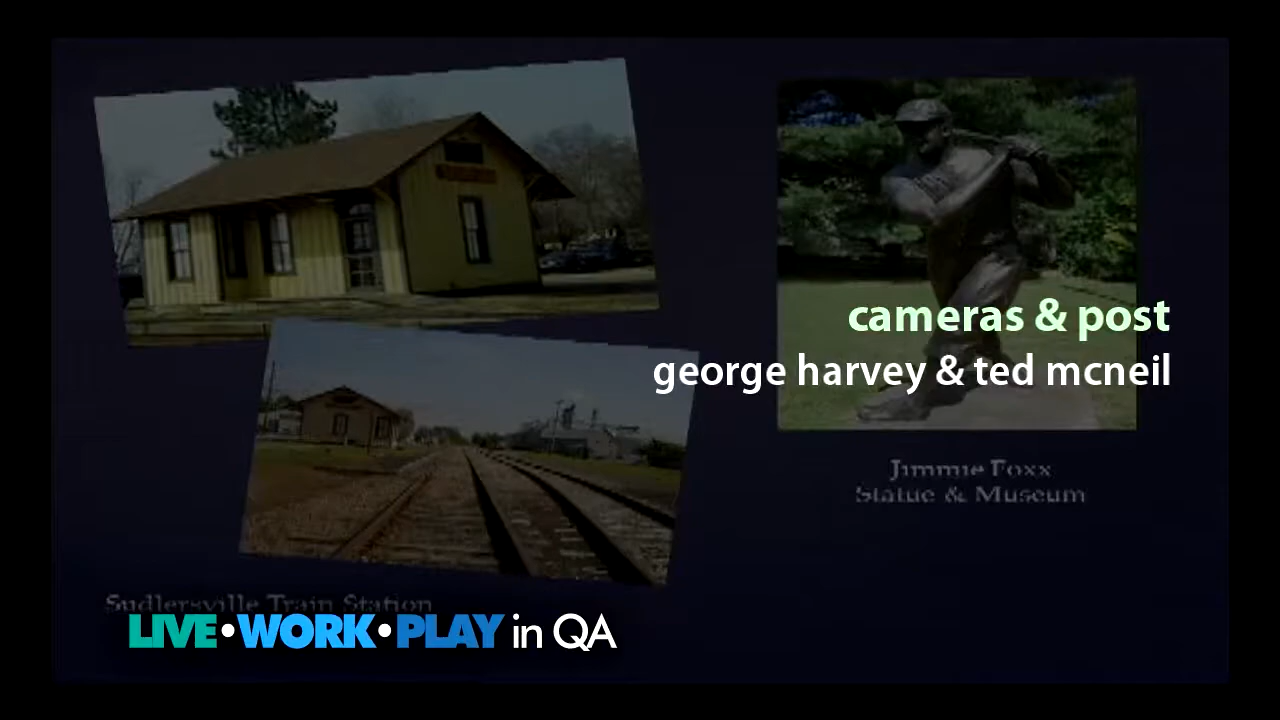 cameras & post
george harvey & ted mcneil
Jimmie Foxx
Statue & Museum
Sudlersville Train Station
LIVE•WORK•PLAY in QA